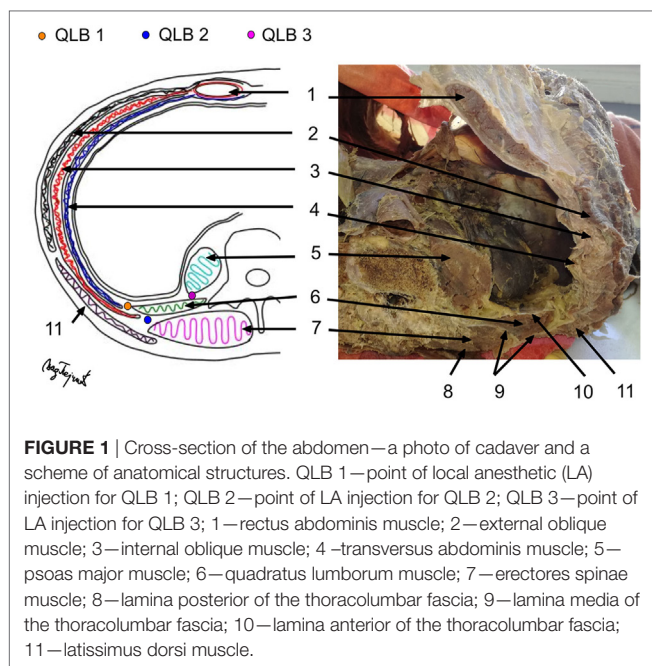 QLB 1 QLB 2 QLB 3
1
2
3
4
5
6
7
11
8 9 10 11
FIGURE 1 | Cross-section of the abdomen—a photo of cadaver and a
scheme of anatomical structures. QLB 1—point of local anesthetic (LA)
injection for QLB 1; QLB 2—point of LA injection for QLB 2; QLB 3—point of
LA injection for QLB 3; 1—rectus abdominis muscle; 2—external oblique
muscle; 3—internal oblique muscle; 4 –transversus abdominis muscle; 5—
psoas major muscle; 6—quadratus lumborum muscle; 7—erectores spinae
muscle; 8—lamina posterior of the thoracolumbar fascia; 9—lamina media of
the thoracolumbar fascia; 10—lamina anterior of the thoracolumbar fascia;
11—latissimus dorsi muscle.